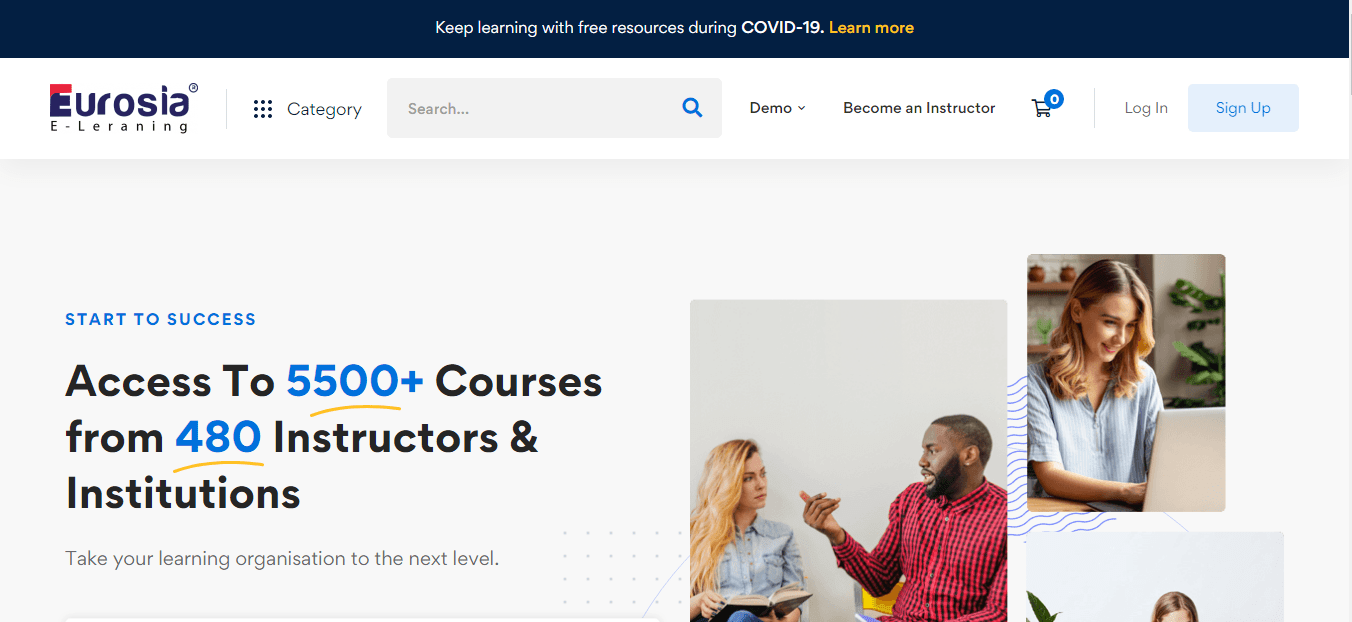 Keep learning with free resources during COVID-19. Learn more
Eurosia®
E-Leraning
Category
Search...
Demo
Become an Instructor
0
Log In
Sign Up
START TO SUCCESS
Access To 5500+ Courses
from 480 Instructors &
Institutions
Take your learning organisation to the next level.